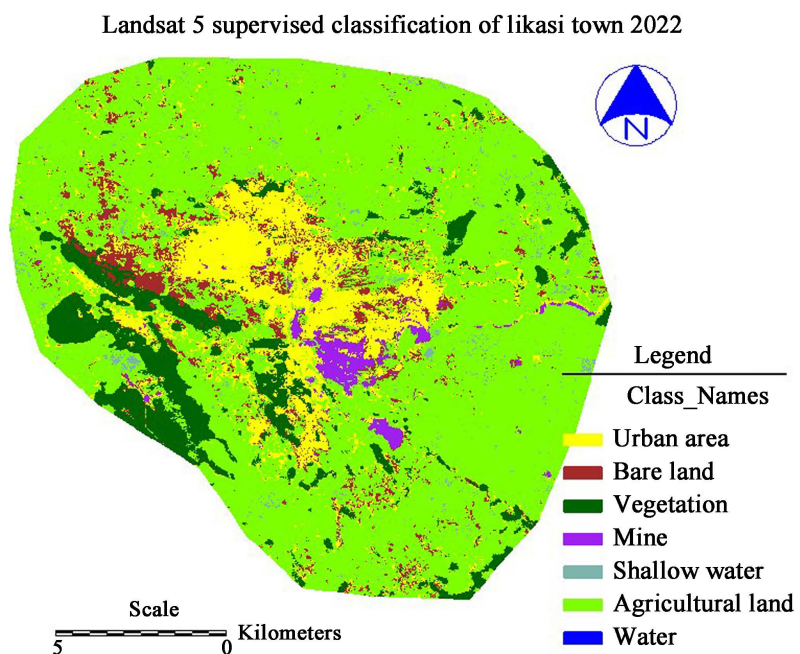 Landsat 5 supervised classification of likasi town 2022
N
Legend
Class_Names
Urban area
Bare land
Vegetation
Mine
Shallow water
Agricultural land
Water
Scale
Kilometers
5 0